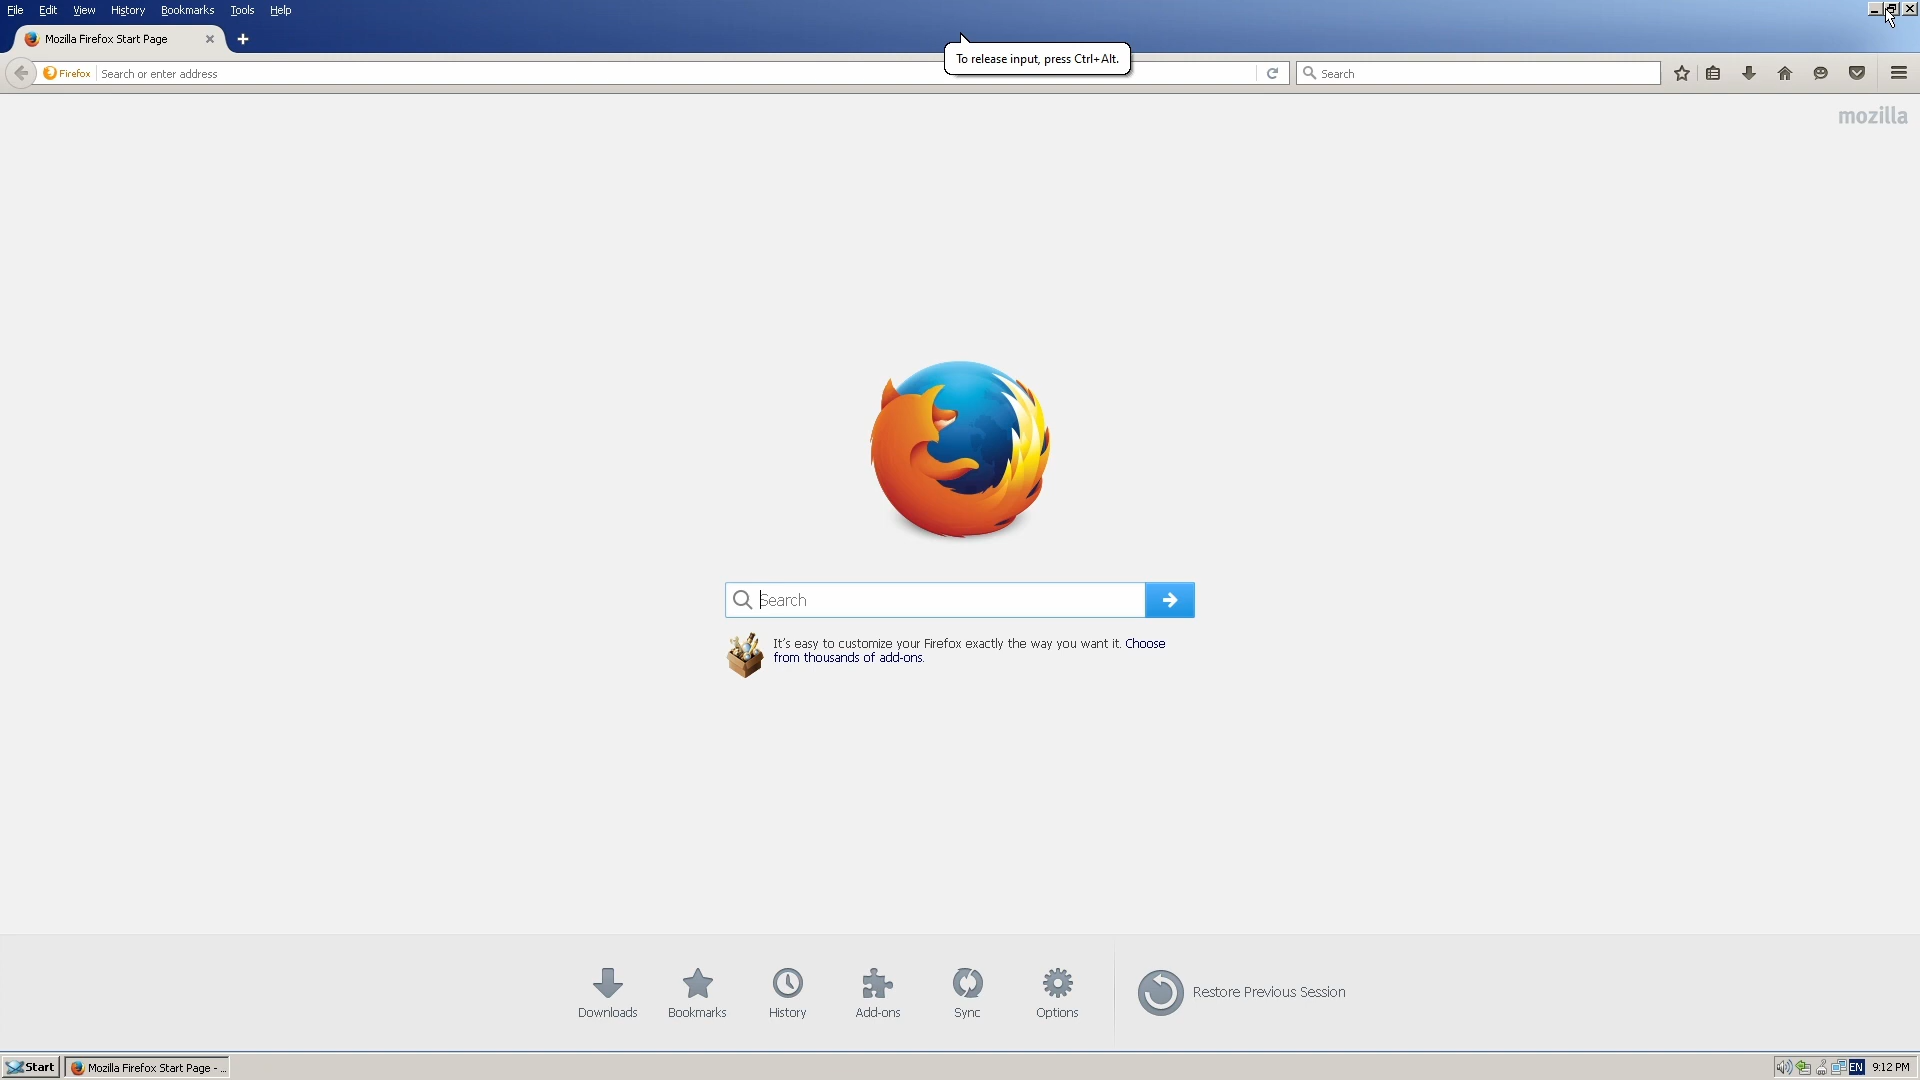 File Edit View History Bookmarks Tools Help
Mozilla Firefox Start Page
To release input, press Ctrl+Alt.
Firefox Search or enter address
Search
mozilla
Search
It's easy to customize your Firefox exactly the way you want it. Choose
from thousands of add-ons.
Downloads Bookmarks History Add-ons Sync Options Restore Previous Session
Start Mozilla Firefox Start Page - ... EN 9:12 PM